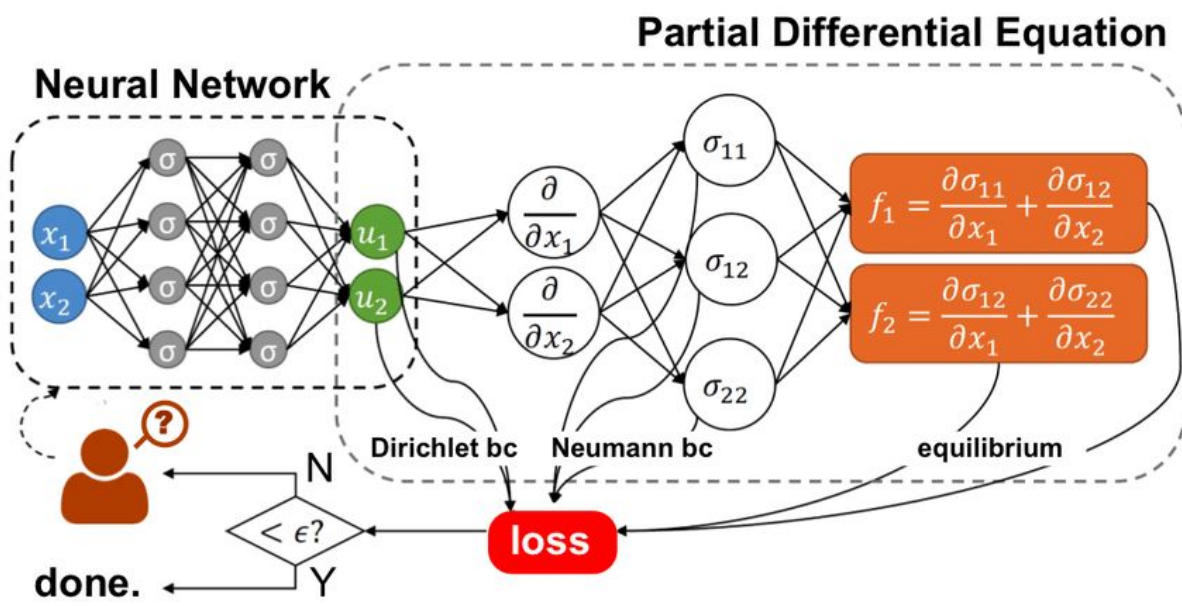 Partial Differential Equation
Neural Network
σ σ
σ σ
σ σ
σ σ
x₁
x₂
u₁
u₂
∂/∂x₁
∂/∂x₂
σ₁₁
σ₁₂
σ₂₂
f₁ = ∂σ₁₁/∂x₁ + ∂σ₁₂/∂x₂
f₂ = ∂σ₁₂/∂x₁ + ∂σ₂₂/∂x₂
Dirichlet bc
Neumann bc
equilibrium
?
N
< ϵ?
Y
loss
done.